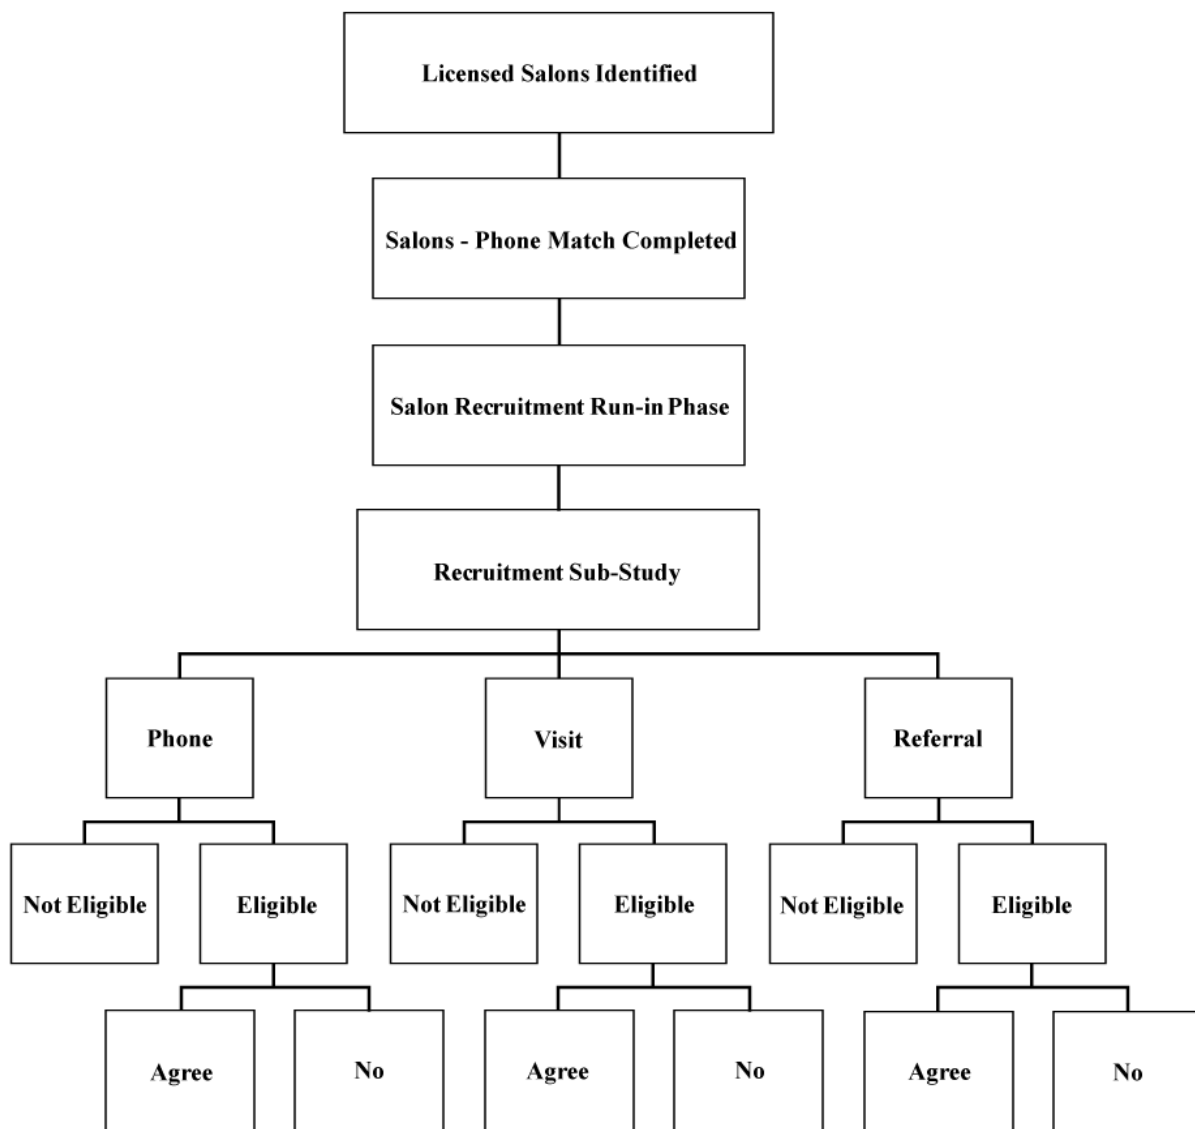 Licensed Salons Identified
Salons - Phone Match Completed
Salon Recruitment Run-in Phase
Recruitment Sub-Study
Phone
Visit
Referral
Not Eligible
Eligible
Not Eligible
Eligible
Not Eligible
Eligible
Agree
No
Agree
No
Agree
No